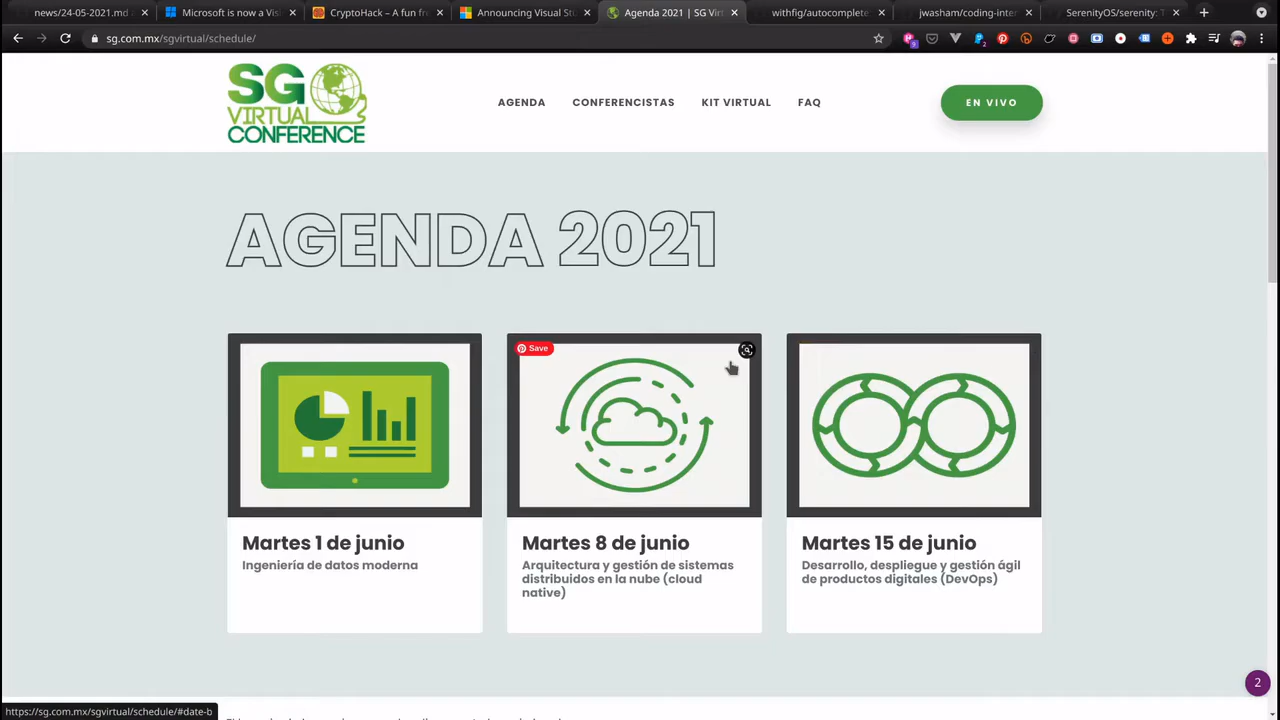 news/24-05-2021.md
Microsoft is now a Vis
CryptoHack – A fun fre
Announcing Visual Stu
Agenda 2021 | SG Virt
withfig/autocomplete
jwasham/coding-inter
SerenityOS/serenity: T
sg.com.mx/sgvirtual/schedule/
SG
VIRTUAL
CONFERENCE
AGENDA
CONFERENCISTAS
KIT VIRTUAL
FAQ
EN VIVO
AGENDA 2021
Save
Martes 1 de junio
Ingeniería de datos moderna
Martes 8 de junio
Arquitectura y gestión de sistemas
distribuidos en la nube (cloud
native)
Martes 15 de junio
Desarrollo, despliegue y gestión ágil
de productos digitales (DevOps)
2
https://sg.com.mx/sgvirtual/schedule/#date-b